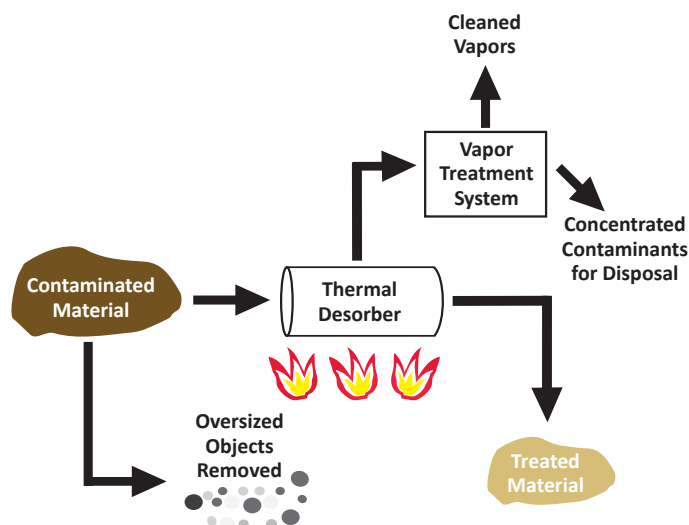 Cleaned
Vapors
Vapor
Treatment
System
Concentrated
Contaminants
for Disposal
Contaminated
Material
Thermal
Desorber
Oversized
Objects
Removed
Treated
Material